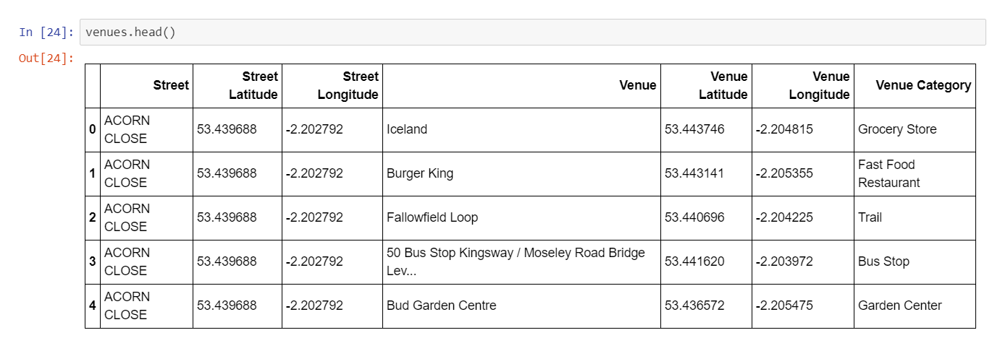 In [24]: venues.head()
Out[24]:
Street Street Latitude Street Longitude Venue Venue Latitude Venue Longitude Venue Category
0 ACORN CLOSE 53.439688 -2.202792 Iceland 53.443746 -2.204815 Grocery Store
1 ACORN CLOSE 53.439688 -2.202792 Burger King 53.443141 -2.205355 Fast Food Restaurant
2 ACORN CLOSE 53.439688 -2.202792 Fallowfield Loop 53.440696 -2.204225 Trail
3 ACORN CLOSE 53.439688 -2.202792 50 Bus Stop Kingsway / Moseley Road Bridge Lev... 53.441620 -2.203972 Bus Stop
4 ACORN CLOSE 53.439688 -2.202792 Bud Garden Centre 53.436572 -2.205475 Garden Center